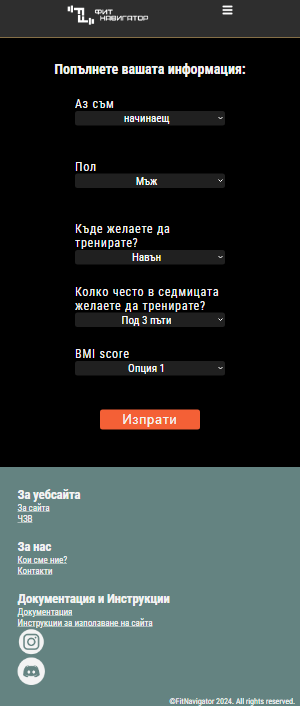 ФИТ
НАВИГАТОР
Попълнете вашата информация:
Аз съм
начинаещ
Пол
Мъж
Къде желаете да
тренирате?
Навън
Колко често в седмицата
желаете да тренирате?
Под 3 пъти
BMI score
Опция 1
Изпрати
За уебсайта
За сайта
ЧЗВ
За нас
Кои сме ние?
Контакти
Документация и Инструкции
Документация
Инструкции за използване на сайта
©FitNavigator 2024. All rights reserved.